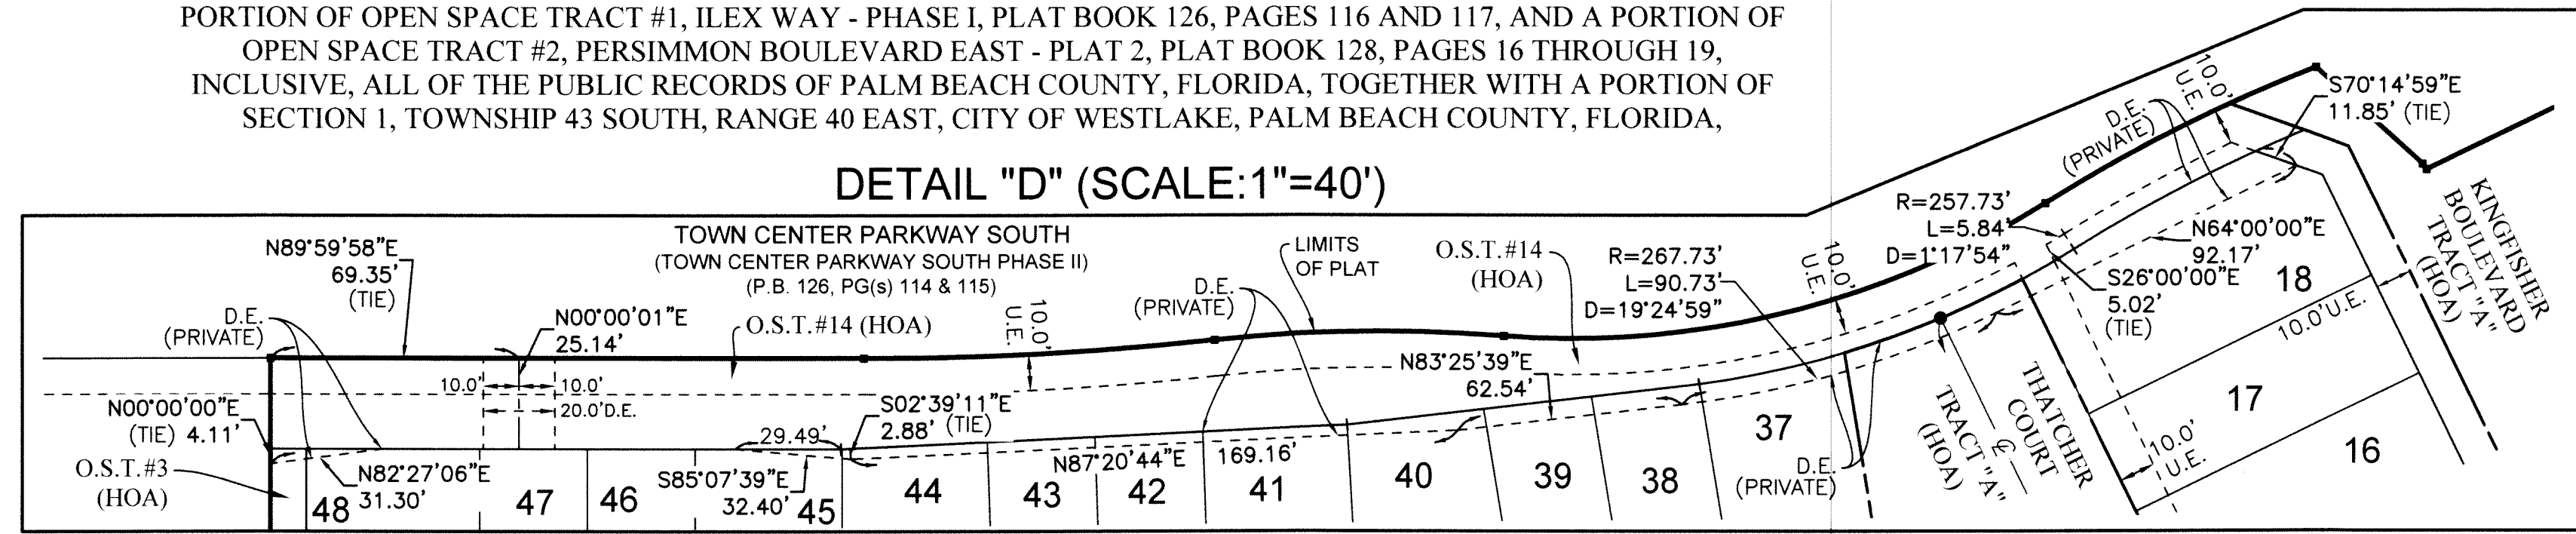 PORTION OF OPEN SPACE TRACT #1, ILEX WAY - PHASE I, PLAT BOOK 126, PAGES 116 AND 117, AND A PORTION OF
OPEN SPACE TRACT #2, PERSIMMON BOULEVARD EAST - PLAT 2, PLAT BOOK 128, PAGES 16 THROUGH 19,
INCLUSIVE, ALL OF THE PUBLIC RECORDS OF PALM BEACH COUNTY, FLORIDA, TOGETHER WITH A PORTION OF
SECTION 1, TOWNSHIP 43 SOUTH, RANGE 40 EAST, CITY OF WESTLAKE, PALM BEACH COUNTY, FLORIDA,
DETAIL "D" (SCALE:1"=40')
N89°59'58"E
69.35'
(TIE)
TOWN CENTER PARKWAY SOUTH
(TOWN CENTER PARKWAY SOUTH PHASE II)
(P.B. 126, PG(s) 114 & 115)
D.E.
(PRIVATE)
N00°00'01"E
25.14'
O.S.T.#14 (HOA)
10.0'
U.E.
D.E.
(PRIVATE)
LIMITS
OF PLAT
O.S.T.#14
(HOA)
R=267.73'
L=90.73'
D=19°24'59"
10.0'
U.E.
R=257.73'
L=5.84'
D=1°17'54"
D.E.
(PRIVATE)
10.0'
U.E.
S70°14'59"E
11.85' (TIE)
N64°00'00"E
92.17'
S26°00'00"E
5.02'
(TIE)
KINGFISHER
BOULEVARD
TRACT "A"
(HOA)
10.0'
10.0'
20.0'D.E.
N00°00'00"E
(TIE) 4.11'
O.S.T.#3
(HOA)
N82°27'06"E
31.30'
29.49'
S02°39'11"E
2.88' (TIE)
S85°07'39"E
32.40'
N87°20'44"E
169.16'
N83°25'39"E
62.54'
D.E.
(PRIVATE)
THATCHER
COURT
℄
TRACT "A"
(HOA)
10.0'U.E.
10.0'
U.E.
48
47
46
45
44
43
42
41
40
39
38
37
18
17
16